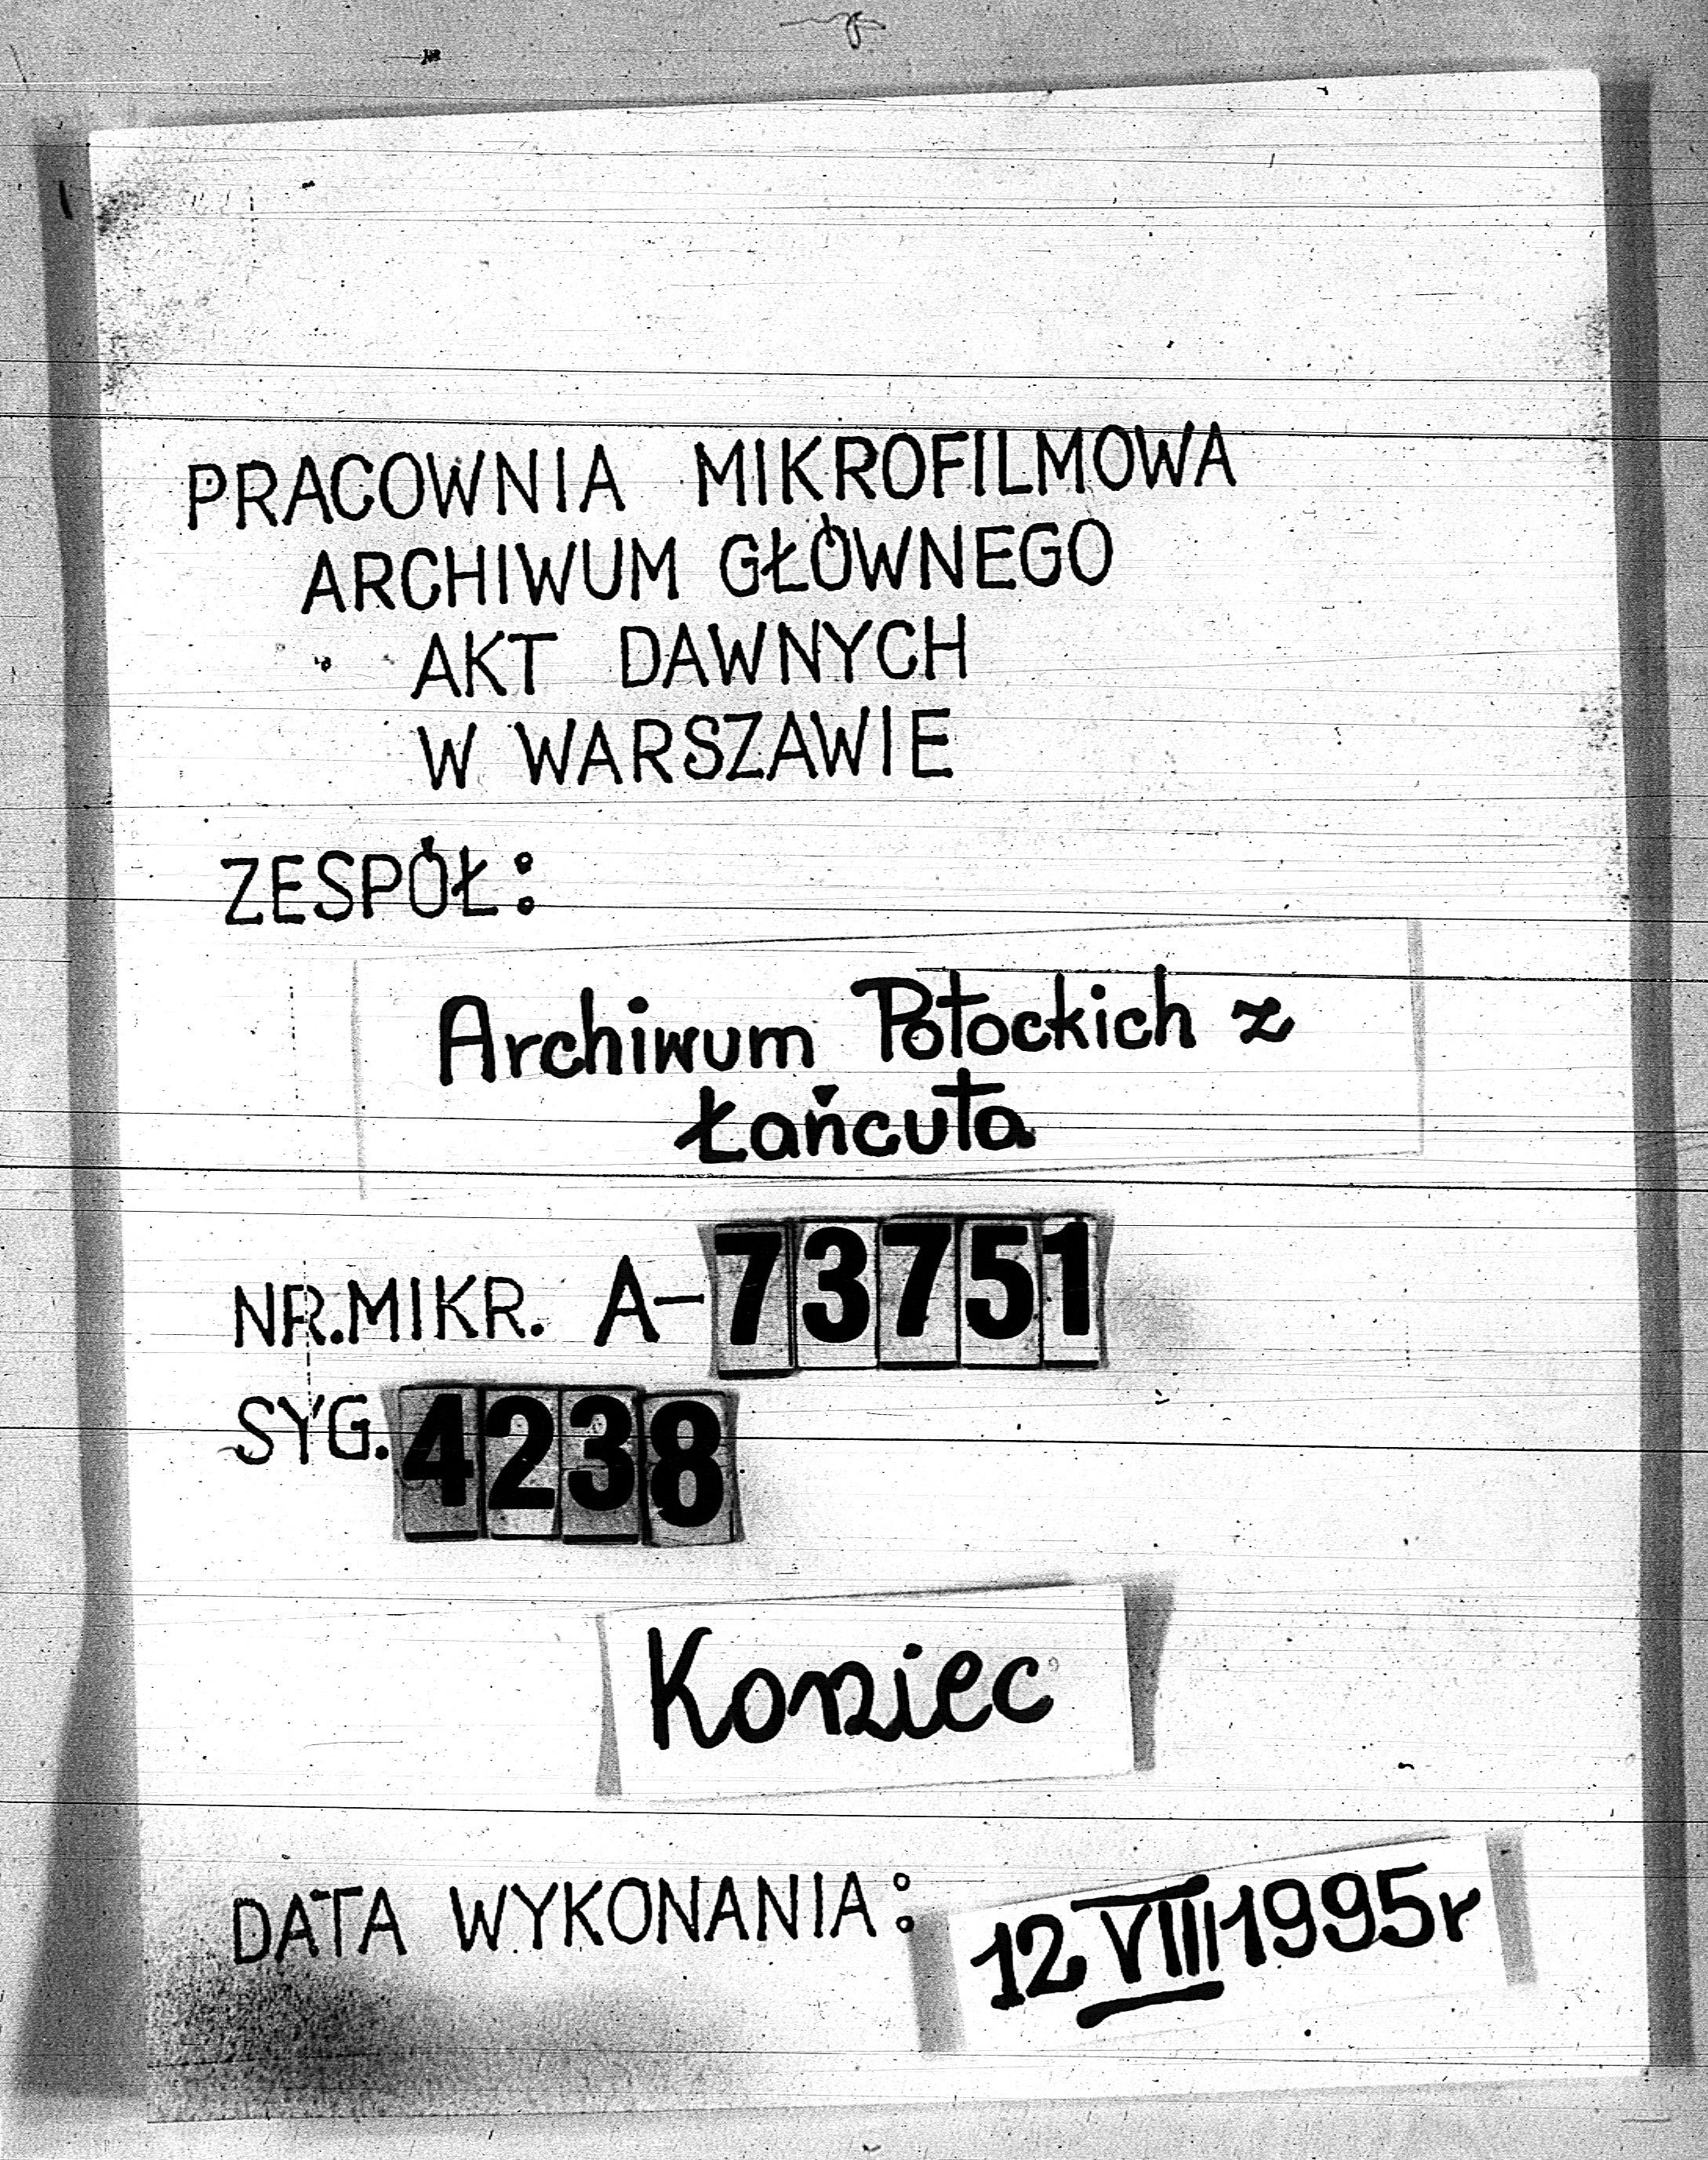 PRACOWNIA MIKROFILMOWA
ARCHIWUM GŁÓWNEGO
AKT DAWNYCH
W WARSZAWIE
ZESPÓŁ:
Archiwum Potockich z
Łańcuta
NR. MIKR. A-73751
SYG. 4238
Koniec
DATA WYKONANIA: 12 VIII 1995r